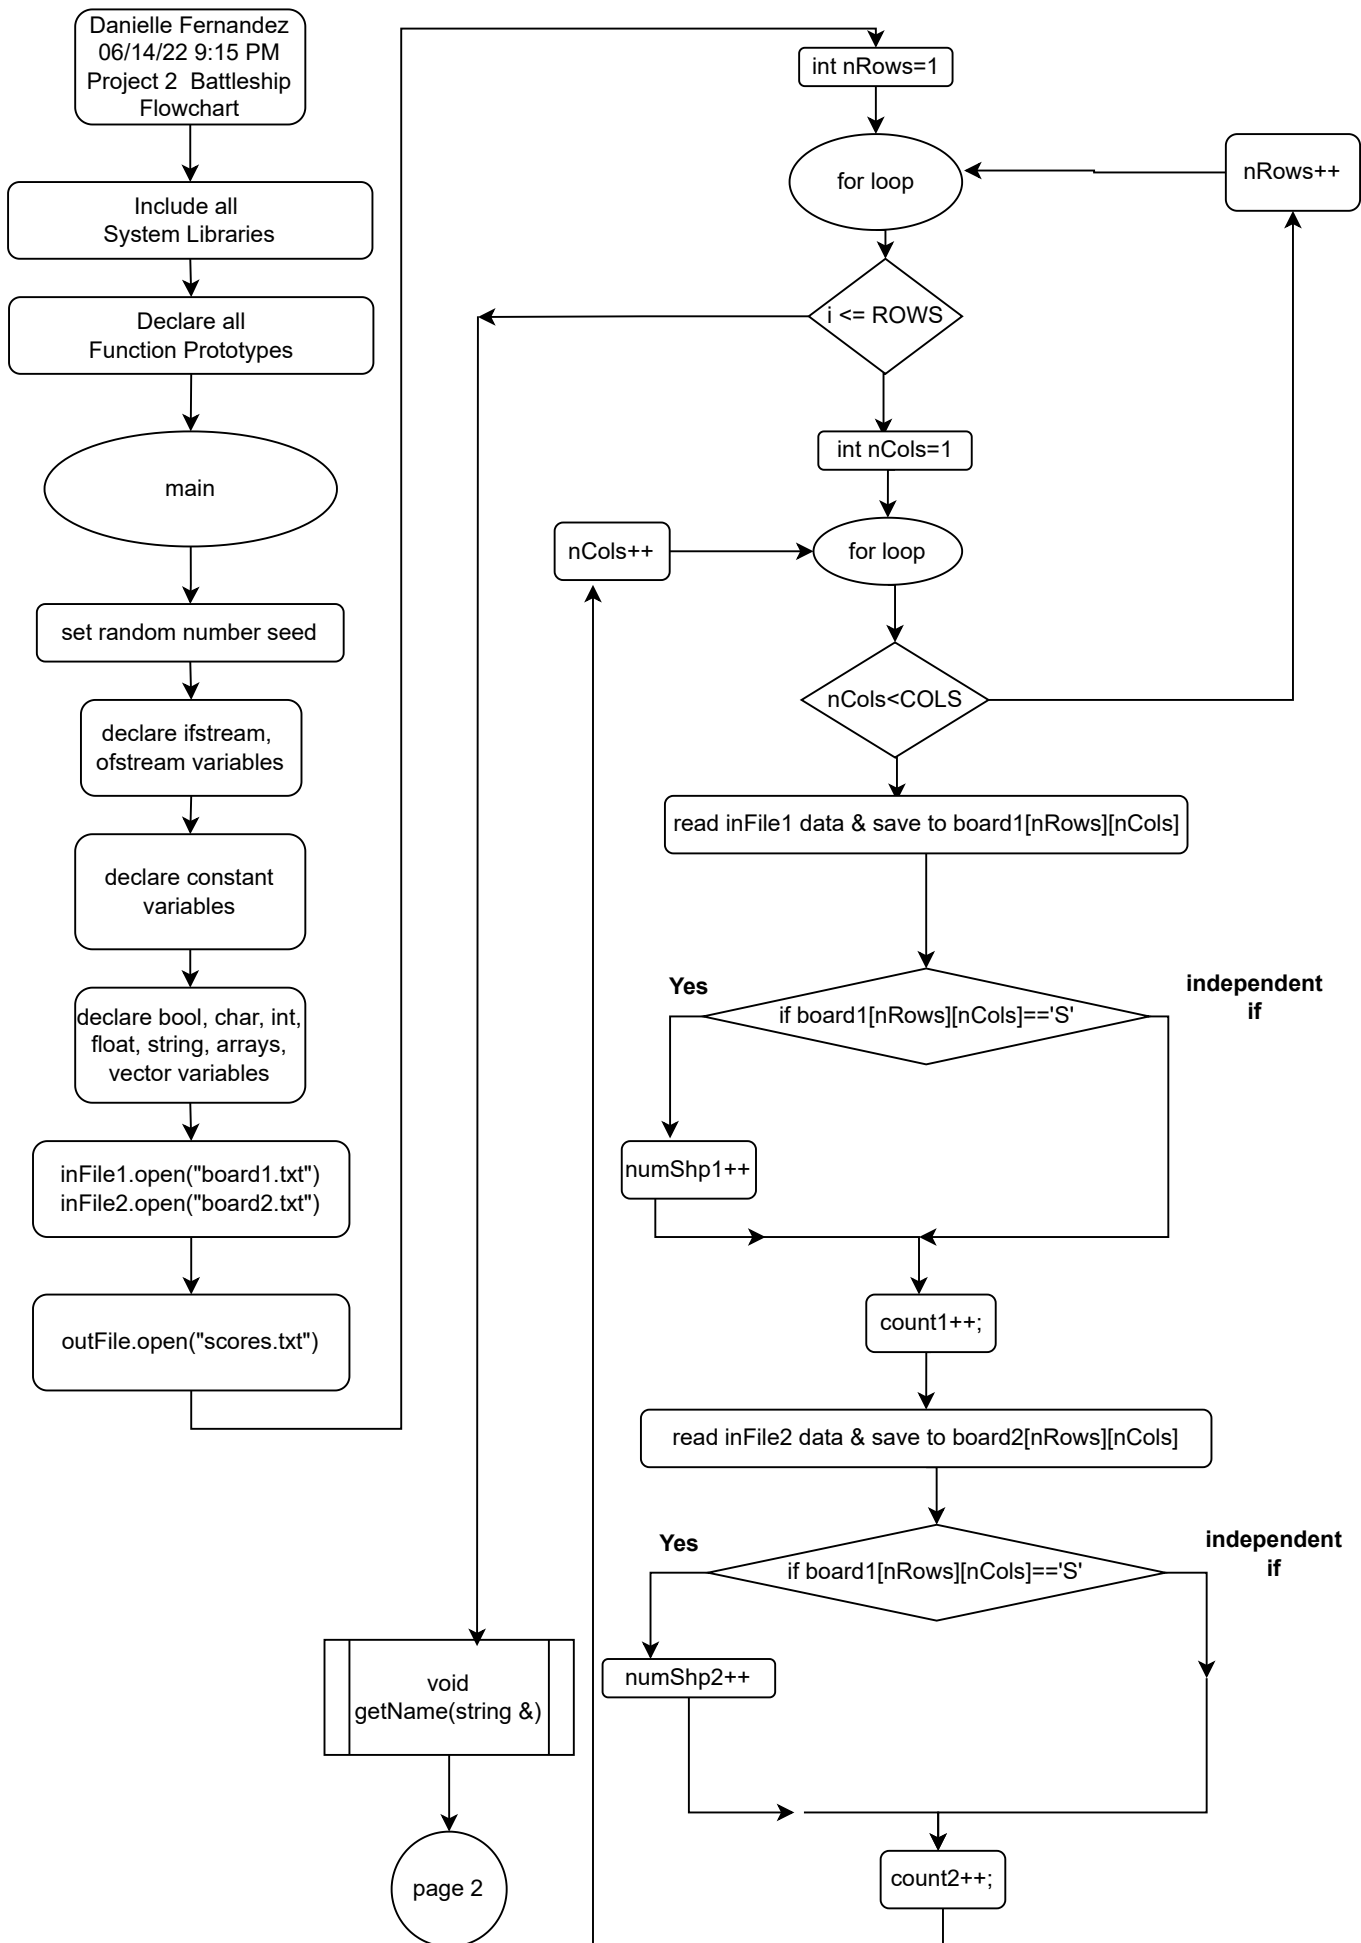 Danielle Fernandez
06/14/22 9:15 PM
Project 2  Battleship
Flowchart
Include all
System Libraries
Declare all
Function Prototypes
main
set random number seed
declare ifstream,
ofstream variables
declare constant
variables
declare bool, char, int,
float, string, arrays,
vector variables
inFile1.open("board1.txt")
inFile2.open("board2.txt")
outFile.open("scores.txt")
int nRows=1
for loop
nRows++
i <= ROWS
int nCols=1
nCols++
for loop
nCols<COLS
read inFile1 data & save to board1[nRows][nCols]
Yes
if board1[nRows][nCols]=='S'
independent
if
numShp1++
count1++;
read inFile2 data & save to board2[nRows][nCols]
Yes
if board1[nRows][nCols]=='S'
independent
if
numShp2++
count2++;
void
getName(string &)
page 2